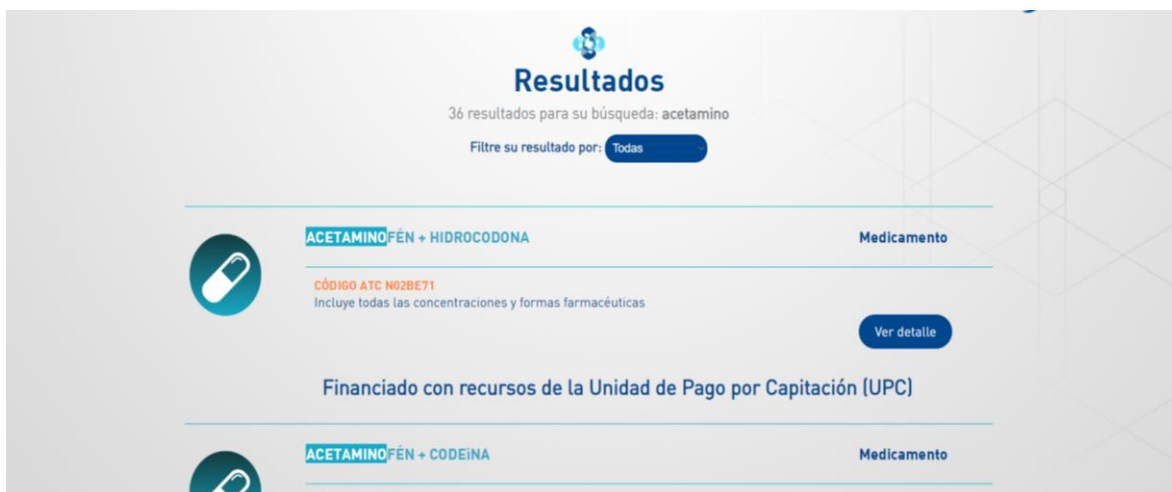 Resultados
36 resultados para su búsqueda: acetamino
Filtre su resultado por: Todas
ACETAMINOFÉN + HIDROCODONA
Medicamento
CÓDIGO ATC N02BE71
Incluye todas las concentraciones y formas farmacéuticas
Ver detalle
Financiado con recursos de la Unidad de Pago por Capitación (UPC)
ACETAMINOFÉN + CODEíNA
Medicamento